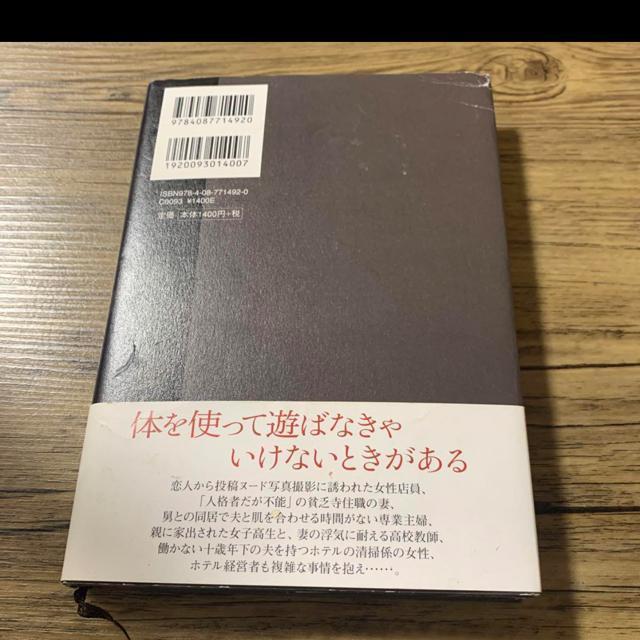 9784087714920
1920093014007
ISBN978-4-08-771492-0
C0093 ¥1400E
定価 本体1400円+税
体を使って遊ばなきゃ
いけないときがある
恋人から投稿ヌード写真撮影に誘われた女性店員、
「人格者だが不能」の貧乏寺住職の妻、
舅との同居で夫と肌を合わせる時間がない専業主婦、
親に家出された女子高生と、妻の浮気に耐える高校教師、
働かない十歳年下の夫を持つホテルの清掃係の女性、
ホテル経営者も複雑な事情を抱え……。